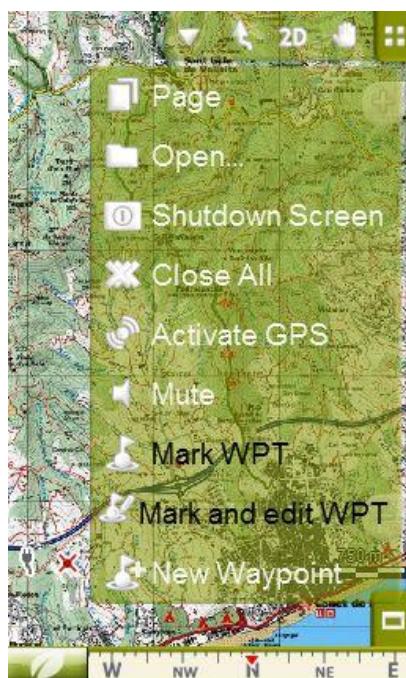 2D
Page
Open...
Shutdown Screen
Close All
Activate GPS
Mute
Mark WPT
Mark and edit WPT
750 m
New Waypoint
W NW N NE E